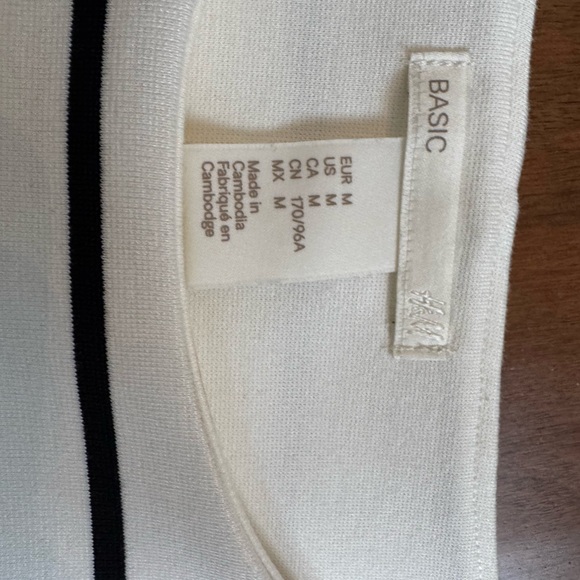 BASIC
H&M
EUR M
US M
CA M
CN 170/96A
MX M
Made in
Cambodia
Fabriqué en
Cambodge